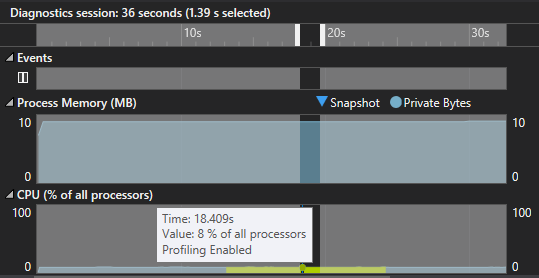 Diagnostics session: 36 seconds (1.39 s selected)
10s 20s 30s
Events
Process Memory (MB) Snapshot Private Bytes
10 10
0 0
CPU (% of all processors)
100 100
Time: 18.409s
Value: 8 % of all processors
Profiling Enabled
0 0